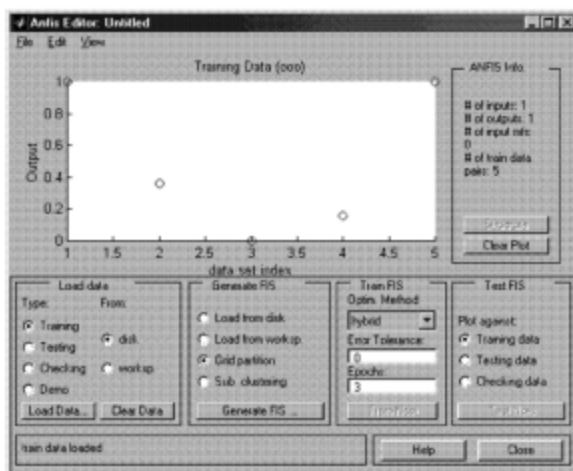 Anfis Editor: Untitled
File Edit View
Training Data (ooo)
1
0.8
0.6
0.4
0.2
0
Output
1 1.5 2 2.5 3 3.5 4 4.5 5
data set index
ANFIS Info.
# of inputs: 1
# of outputs: 1
# of input mfs:
0
# of train data
pairs: 5
Structure
Clear Plot
Load data
Type: From:
Training
Testing
Checking
Demo
disk
worksp.
Load Data... Clear Data
Generate FIS
Load from disk
Load from worksp.
Grid partition
Sub. clustering
Generate FIS ...
Train FIS
Optim. Method:
hybrid
Error Tolerance:
0
Epochs:
3
Train Now
Test FIS
Plot against:
Training data
Testing data
Checking data
Test Now
train data loaded
Help Close